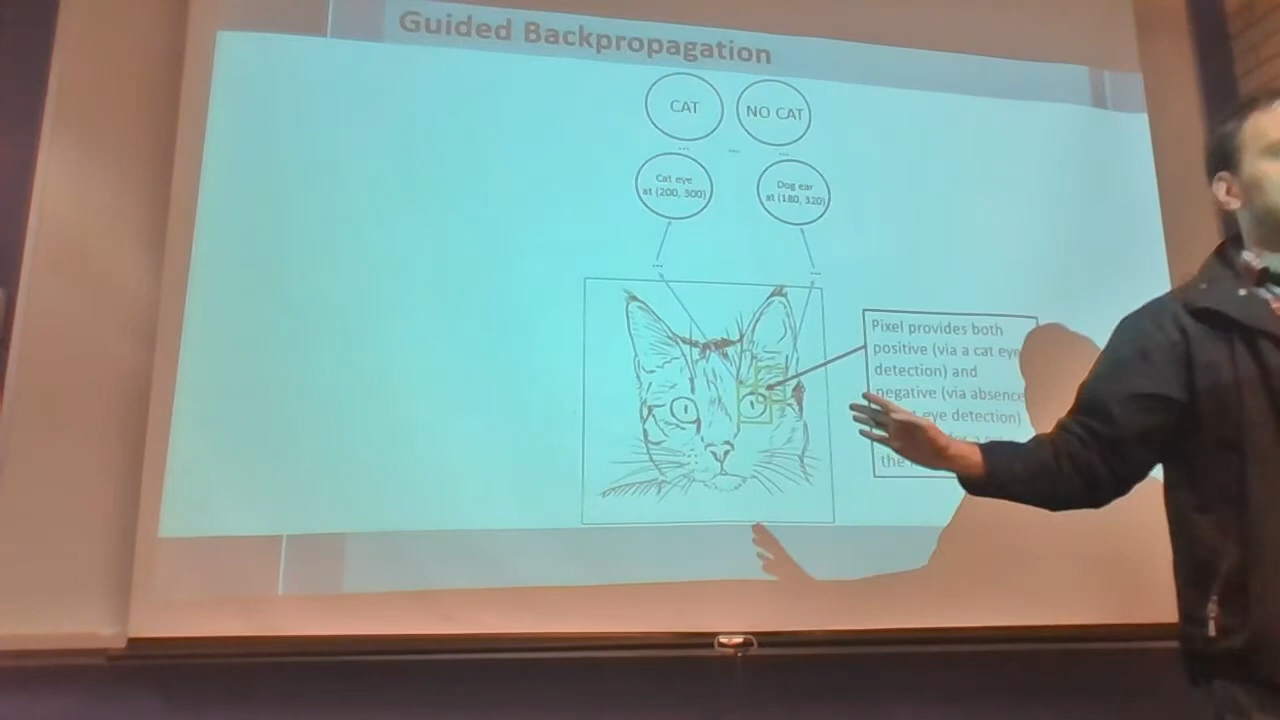 Guided Backpropagation
CAT
NO CAT
... ... ...
Cat eye
at (200, 300)
Dog ear
at (180, 320)
...
...
Pixel provides both
positive (via a cat eye
detection) and
negative (via absence
eye detection)
the